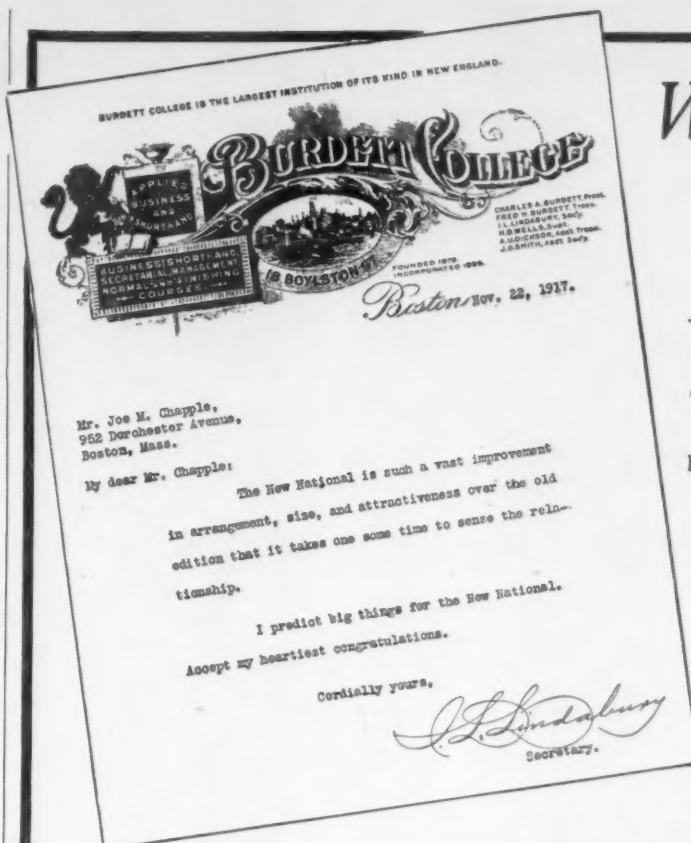 BURDETT COLLEGE IS THE LARGEST INSTITUTION OF ITS KIND IN NEW ENGLAND.
BURDETT COLLEGE
APPLIED
BUSINESS
AND
SHORTHAND
BUSINESS, SHORTHAND,
SECRETARIAL, MANAGEMENT
NORMAL AND FINISHING
COURSES
18 BOYLSTON ST
CHARLES A. BURDETT, Prest.
FRED H. BURDETT, Treas.
I. L. LINDABURY, Sec'y.
H. B. WELLS, Supt.
A. U. DICKSON, Asst. Treas.
J. G. SMITH, Asst. Sec'y.
FOUNDED 1879.
INCORPORATED
Boston, Nov. 22, 1917.
Mr. Joe M. Chapple,
952 Dorchester Avenue,
Boston, Mass.
My dear Mr. Chapple:
The New National is such a vast improvement
in arrangement, size, and attractiveness over the old
edition that it takes one some time to sense the rela-
tionship.
I predict big things for the New National.
Accept my heartiest congratulations.
Cordially yours,
I. L. Lindabury
Secretary.